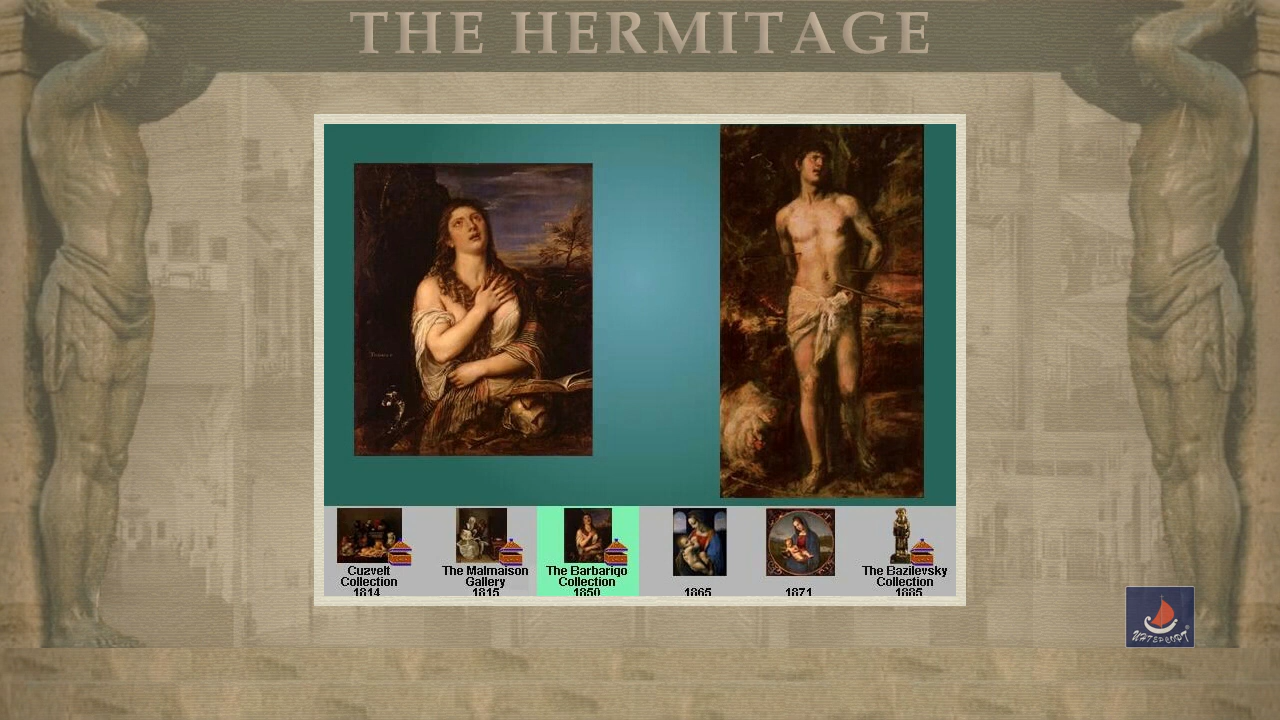 THE HERMITAGE
Cuzvelt
Collection
1814
The Malmaison
Gallery
1815
The Barbarigo
Collection
1850
1865
1871
The Bazilevsky
Collection
1885